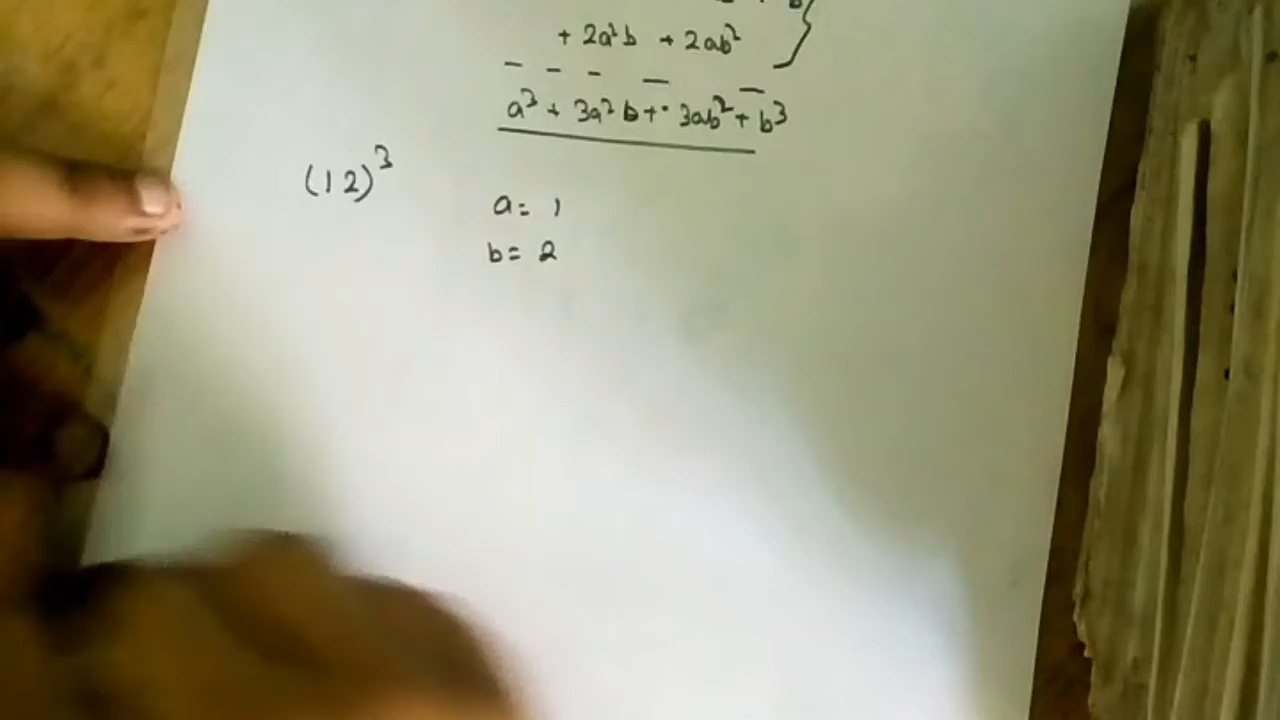 + 2a²b + 2ab²
a³ + 3a²b + 3ab² + b³
(12)³
a = 1
b = 2